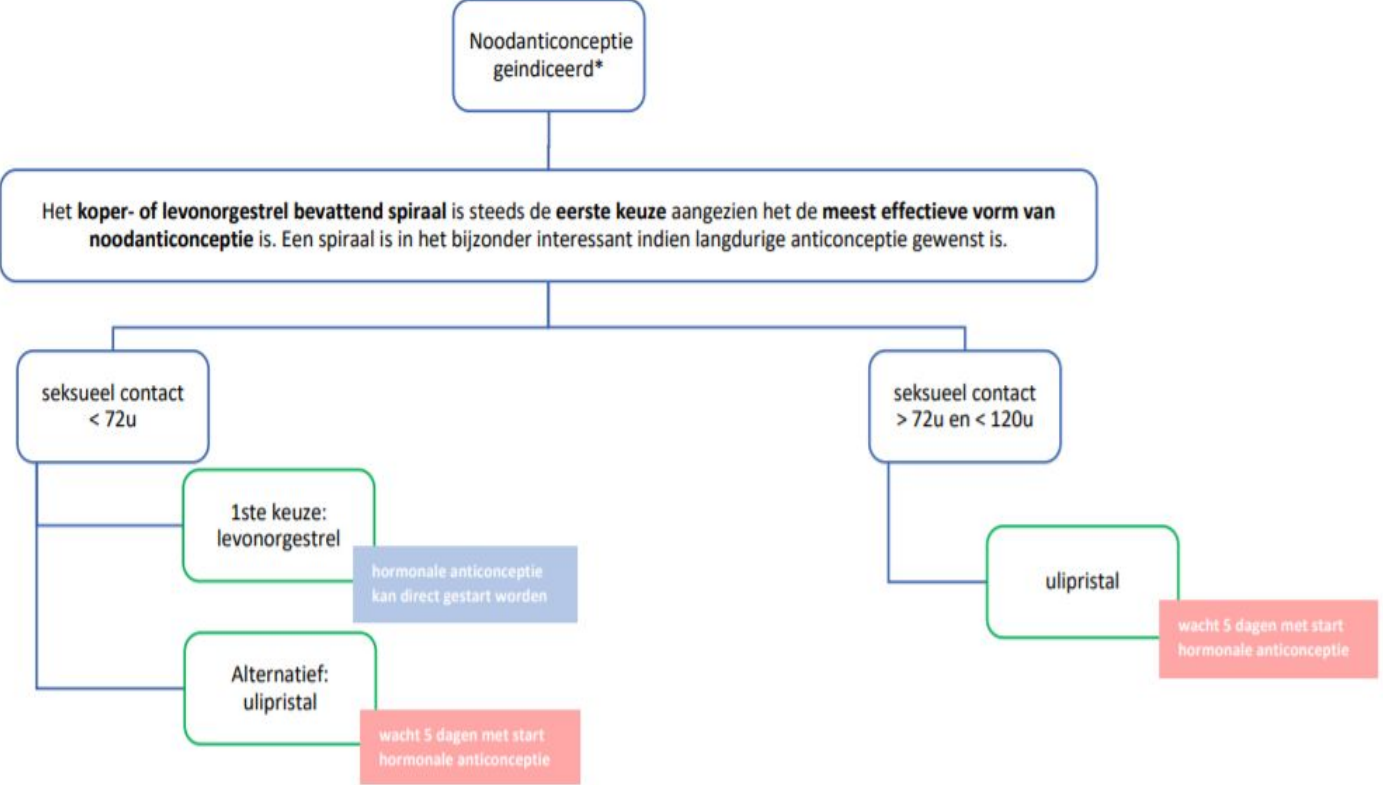 Noodanticonceptie
geindiceerd*
Het koper- of levonorgestrel bevattend spiraal is steeds de eerste keuze aangezien het de meest effectieve vorm van
noodanticonceptie is. Een spiraal is in het bijzonder interessant indien langdurige anticonceptie gewenst is.
seksueel contact
< 72u
seksueel contact
> 72u en < 120u
1ste keuze:
levonorgestrel
hormonale anticonceptie
kan direct gestart worden
Alternatief:
ulipristal
wacht 5 dagen met start
hormonale anticonceptie
ulipristal
wacht 5 dagen met start
hormonale anticonceptie